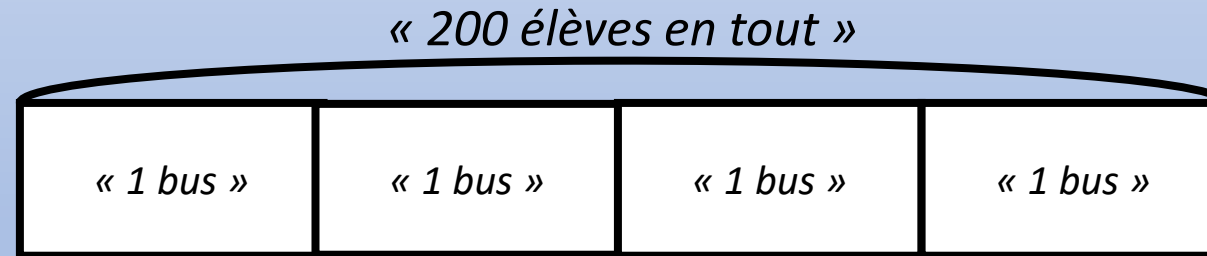 « 200 élèves en tout »
« 1 bus » « 1 bus » « 1 bus » « 1 bus »